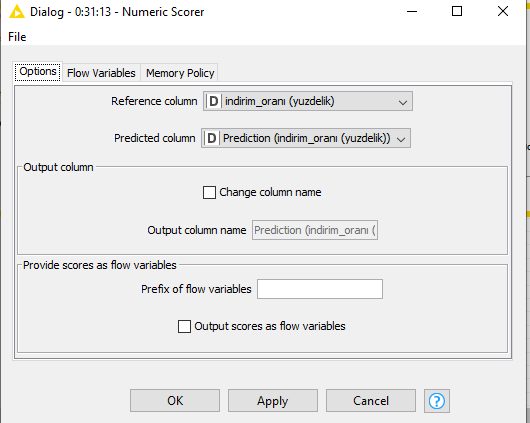 Dialog - 0:31:13 - Numeric Scorer
File
Options Flow Variables Memory Policy
Reference column D indirim_oranı (yuzdelik)
Predicted column D Prediction (indirim_oranı (yuzdelik))
Output column
Change column name
Output column name Prediction (indirim_oranı (
Provide scores as flow variables
Prefix of flow variables
Output scores as flow variables
OK Apply Cancel ?